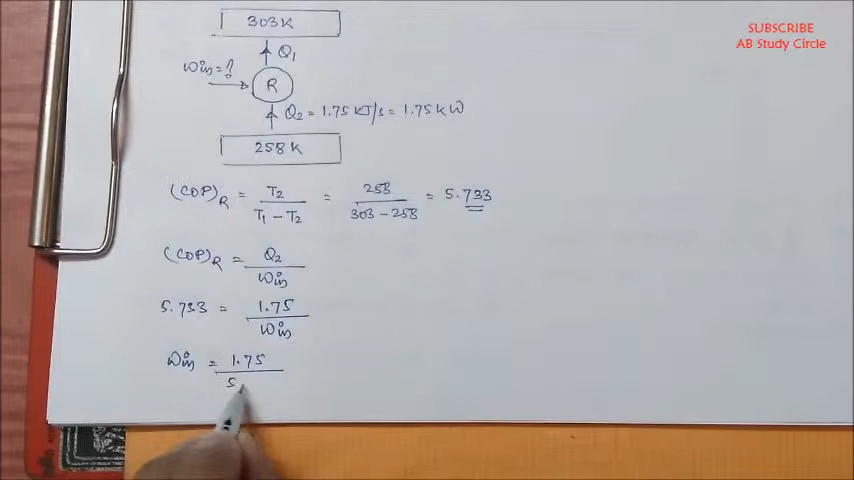 SUBSCRIBE
AB Study Circle
303K
Q1
Win = ?
R
Q2 = 1.75 KJ/s = 1.75 KW
258K
(COP)R = T2 / T1 - T2 = 258 / 303 - 258 = 5.733
(COP)R = Q2 / Win
5.733 = 1.75 / Win
Win = 1.75 / 5.